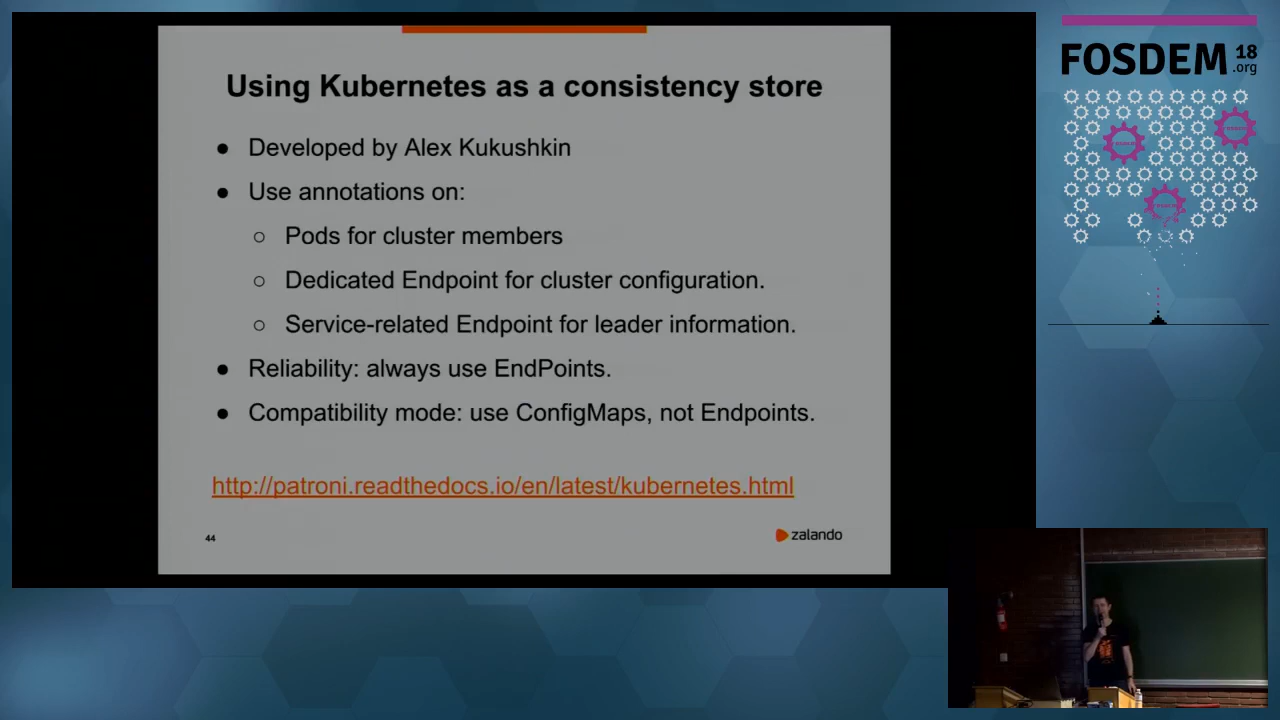 Using Kubernetes as a consistency store
● Developed by Alex Kukushkin
● Use annotations on:
○ Pods for cluster members
○ Dedicated Endpoint for cluster configuration.
○ Service-related Endpoint for leader information.
● Reliability: always use EndPoints.
● Compatibility mode: use ConfigMaps, not Endpoints.
http://patroni.readthedocs.io/en/latest/kubernetes.html
44
zalando
FOSDEM 18
.org